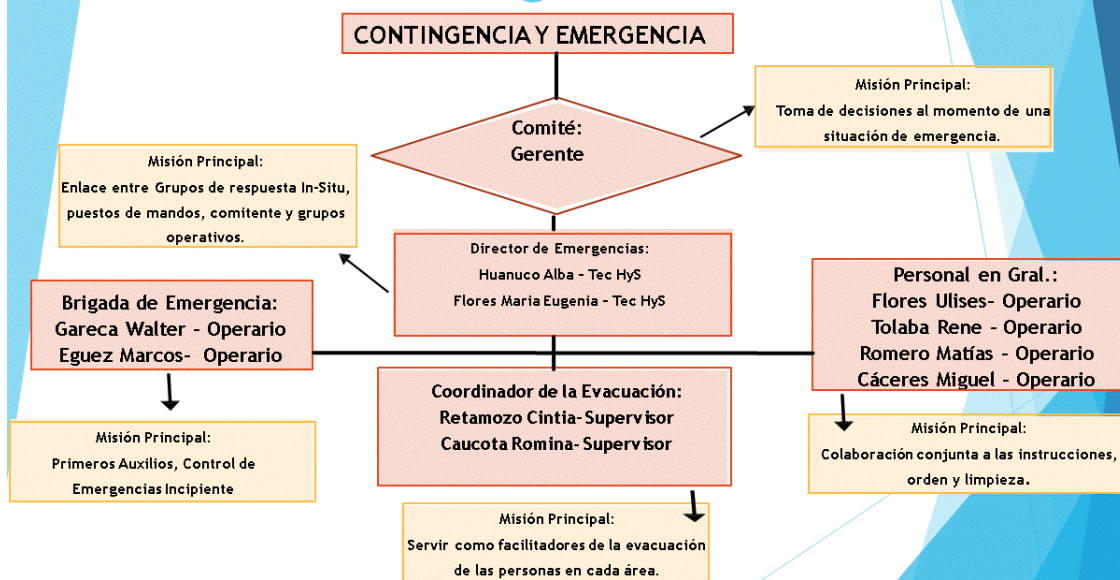 CONTINGENCIA Y EMERGENCIA
Comité:
Gerente
Misión Principal:
Toma de decisiones al momento de una
situación de emergencia.
Misión Principal:
Enlace entre Grupos de respuesta In-Situ,
puestos de mandos, comitente y grupos
operativos.
Director de Emergencias:
Huanuco Alba - Tec HyS
Flores María Eugenia - Tec HyS
Brigada de Emergencia:
Gareca Walter - Operario
Eguez Marcos- Operario
Personal en Gral.:
Flores Ulises- Operario
Tolaba Rene - Operario
Romero Matías - Operario
Cáceres Miguel - Operario
Coordinador de la Evacuación:
Retamozo Cintia-Supervisor
Caucota Romina-Supervisor
Misión Principal:
Primeros Auxilios, Control de
Emergencias Incipiente
Misión Principal:
Colaboración conjunta a las instrucciones,
orden y limpieza.
Misión Principal:
Servir como facilitadores de la evacuación
de las personas en cada área.